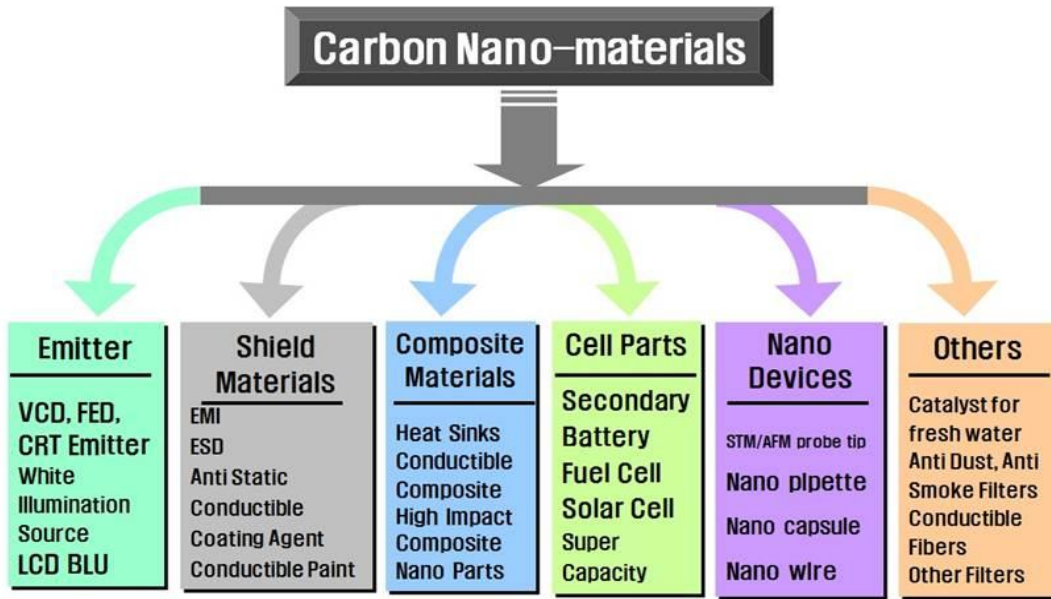 Carbon Nano-materials
Emitter
VCD, FED,
CRT Emitter
White
Illumination
Source
LCD BLU
Shield
Materials
EMI
ESD
Anti Static
Conductible
Coating Agent
Conductible Paint
Composite
Materials
Heat Sinks
Conductible
Composite
High Impact
Composite
Nano Parts
Cell Parts
Secondary
Battery
Fuel Cell
Solar Cell
Super
Capacity
Nano
Devices
STM/AFM probe tip
Nano pipette
Nano capsule
Nano wire
Others
Catalyst for
fresh water
Anti Dust, Anti
Smoke Filters
Conductible
Fibers
Other Filters